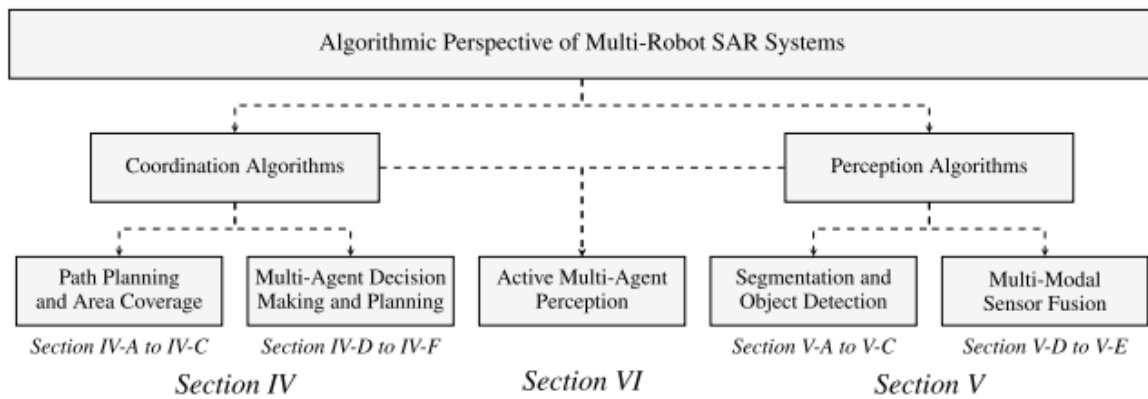 Algorithmic Perspective of Multi-Robot SAR Systems
Coordination Algorithms
Perception Algorithms
Path Planning
and Area Coverage
Multi-Agent Decision
Making and Planning
Active Multi-Agent
Perception
Segmentation and
Object Detection
Multi-Modal
Sensor Fusion
Section IV-A to IV-C
Section IV-D to IV-F
Section V-A to V-C
Section V-D to V-E
Section IV
Section VI
Section V